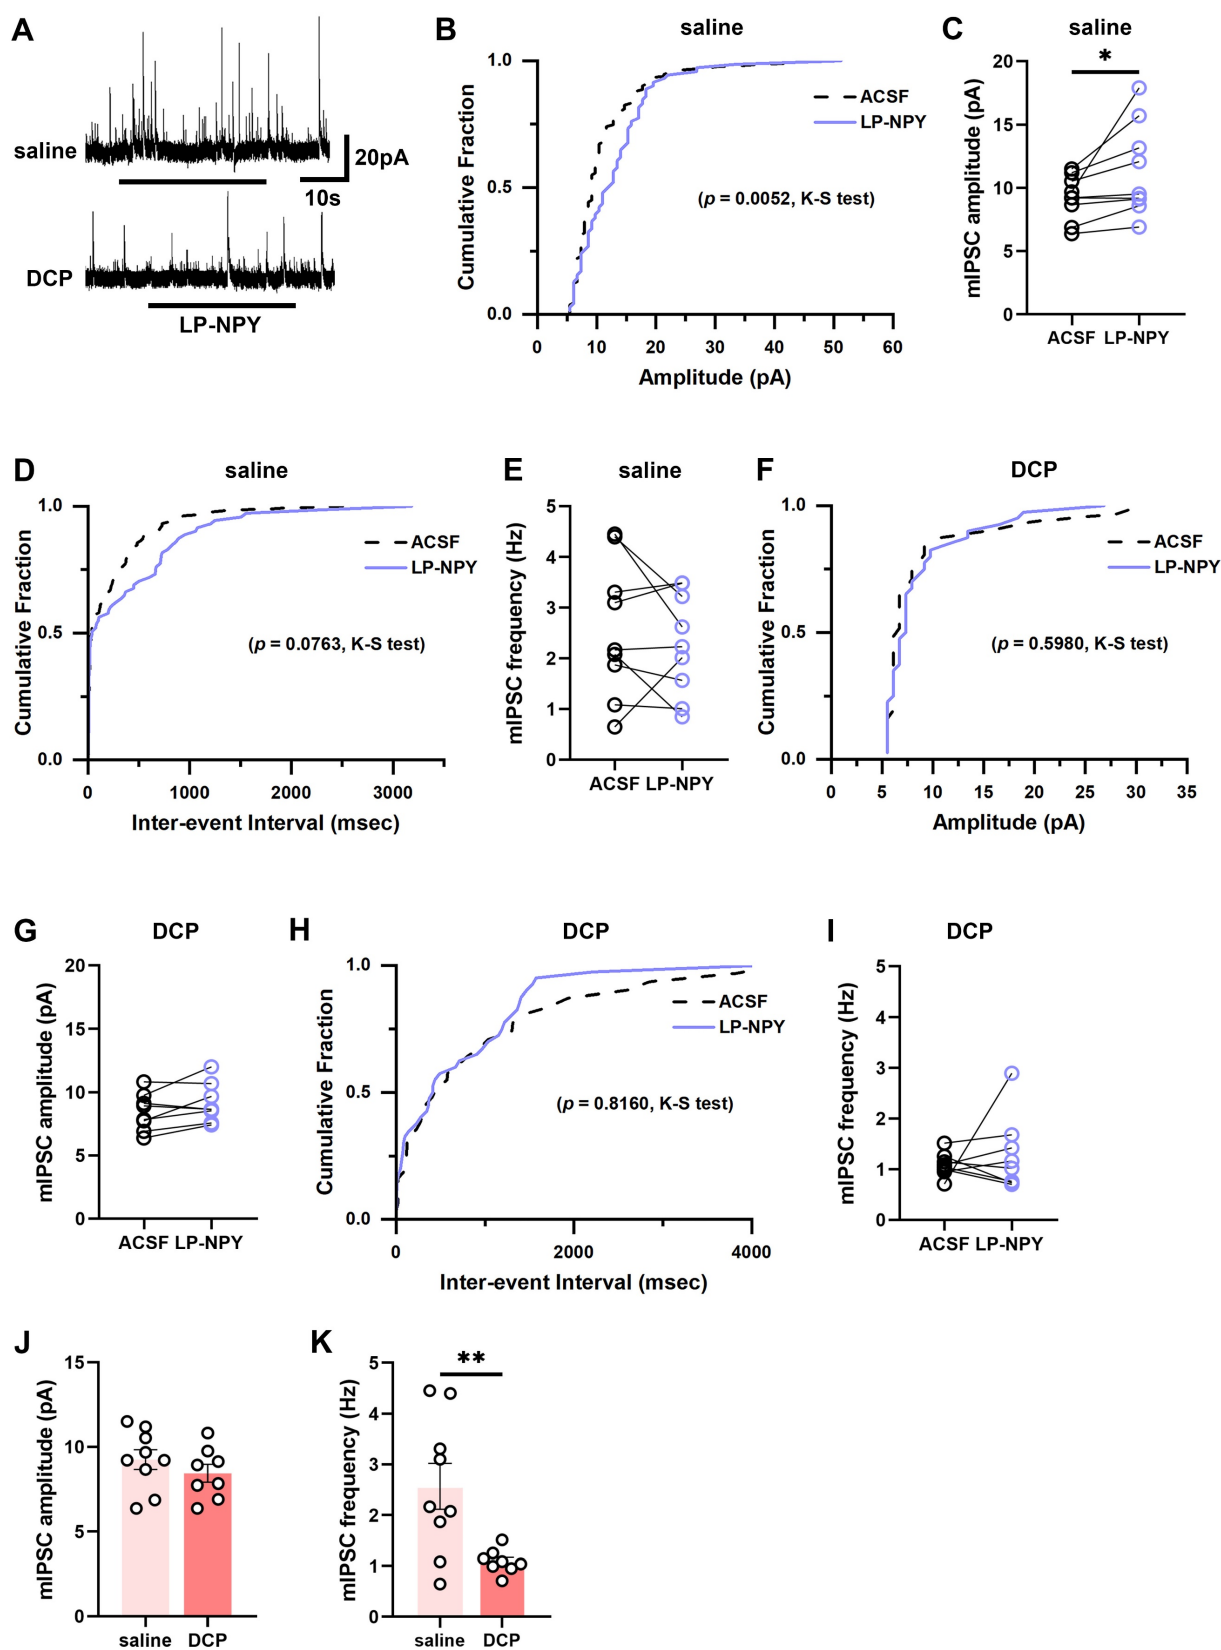 A
saline
20pA
10s
DCP
LP-NPY
B
saline
Cumulative Fraction
1.0
0.5
0.0
ACSF
LP-NPY
(p = 0.0052, K-S test)
0 10 20 30 40 50 60
Amplitude (pA)
C
saline
*
mIPSC amplitude (pA)
20
15
10
5
0
ACSF LP-NPY
D
saline
Cumulative Fraction
1.0
0.5
0.0
ACSF
LP-NPY
(p = 0.0763, K-S test)
0 1000 2000 3000
Inter-event Interval (msec)
E
saline
mIPSC frequency (Hz)
5
4
3
2
1
0
ACSF LP-NPY
F
DCP
Cumulative Fraction
1.0
0.5
0.0
ACSF
LP-NPY
(p = 0.5980, K-S test)
0 5 10 15 20 25 30 35
Amplitude (pA)
G
DCP
mIPSC amplitude (pA)
20
15
10
5
0
ACSF LP-NPY
H
DCP
Cumulative Fraction
1.0
0.5
0.0
ACSF
LP-NPY
(p = 0.8160, K-S test)
0 2000 4000
Inter-event Interval (msec)
I
DCP
mIPSC frequency (Hz)
5
4
3
2
1
0
ACSF LP-NPY
J
mIPSC amplitude (pA)
15
10
5
0
saline DCP
K
**
mIPSC frequency (Hz)
5
4
3
2
1
0
saline DCP